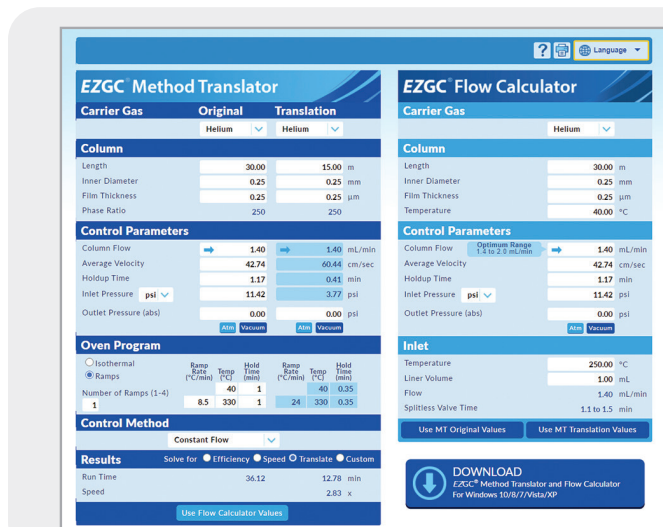 ? Language
EZGC® Method Translator
Carrier Gas Original Translation
Helium Helium
Column
Length 30.00 15.00 m
Inner Diameter 0.25 0.25 mm
Film Thickness 0.25 0.25 µm
Phase Ratio 250 250
Control Parameters
Column Flow 1.40 1.40 mL/min
Average Velocity 42.74 60.44 cm/sec
Holdup Time 1.17 0.41 min
Inlet Pressure psi 11.42 3.77 psi
Outlet Pressure (abs) 0.00 0.00 psi
Atm Vacuum Atm Vacuum
Oven Program
Isothermal
Ramps
Number of Ramps (1-4)
1
Ramp Rate (°C/min) Temp (°C) Hold Time (min) Ramp Rate (°C/min) Temp (°C) Hold Time (min)
40 1 40 0.35
8.5 330 1 24 330 0.35
Control Method
Constant Flow
Results Solve for Efficiency Speed Translate Custom
Run Time 36.12 12.78 min
Speed 2.83 x
Use Flow Calculator Values
EZGC® Flow Calculator
Carrier Gas
Helium
Column
Length 30.00 m
Inner Diameter 0.25 mm
Film Thickness 0.25 µm
Temperature 40.00 °C
Control Parameters
Column Flow Optimum Range 1.4 to 2.0 mL/min 1.40 mL/min
Average Velocity 42.74 cm/sec
Holdup Time 1.17 min
Inlet Pressure psi 11.42 psi
Outlet Pressure (abs) 0.00 psi
Atm Vacuum
Inlet
Temperature 250.00 °C
Liner Volume 1.00 mL
Flow 1.40 mL/min
Splitless Valve Time 1.1 to 1.5 min
Use MT Original Values Use MT Translation Values
DOWNLOAD
EZGC® Method Translator and Flow Calculator
For Windows 10/8/7/Vista/XP